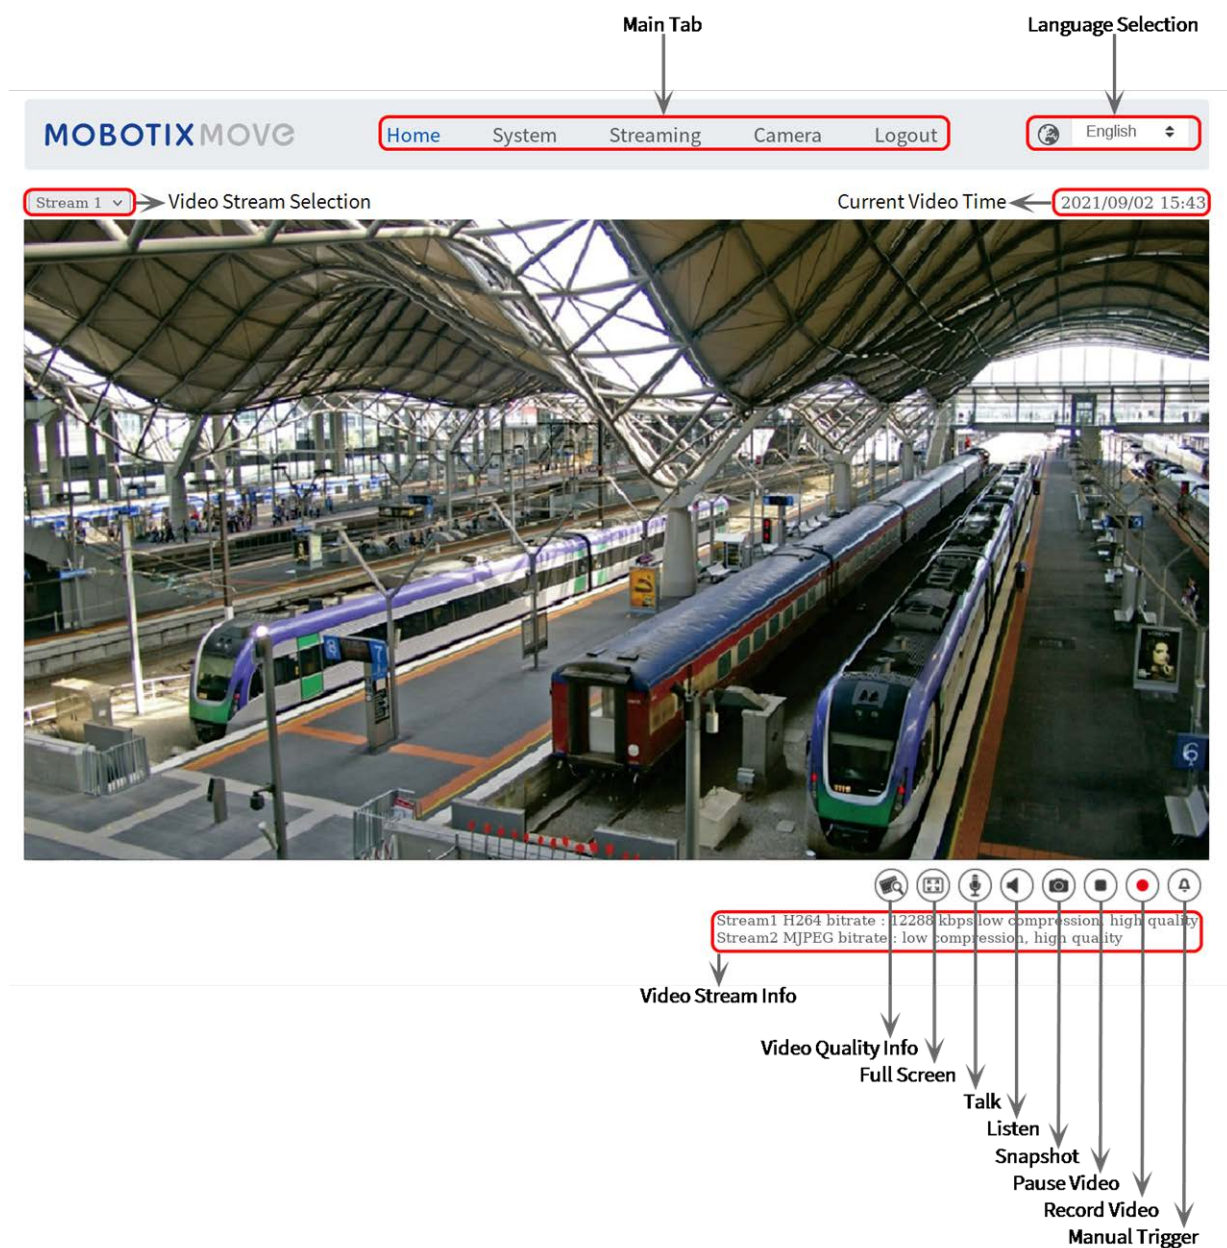 Main Tab
Language Selection
MOBOTIX MOVE
Home System Streaming Camera Logout
English
Stream 1
Video Stream Selection
Current Video Time
2021/09/02 15:43
6
Stream1 H264 bitrate : 12288 kbps low compression, high quality
Stream2 MJPEG bitrate : low compression, high quality
Video Stream Info
Video Quality Info
Full Screen
Talk
Listen
Snapshot
Pause Video
Record Video
Manual Trigger